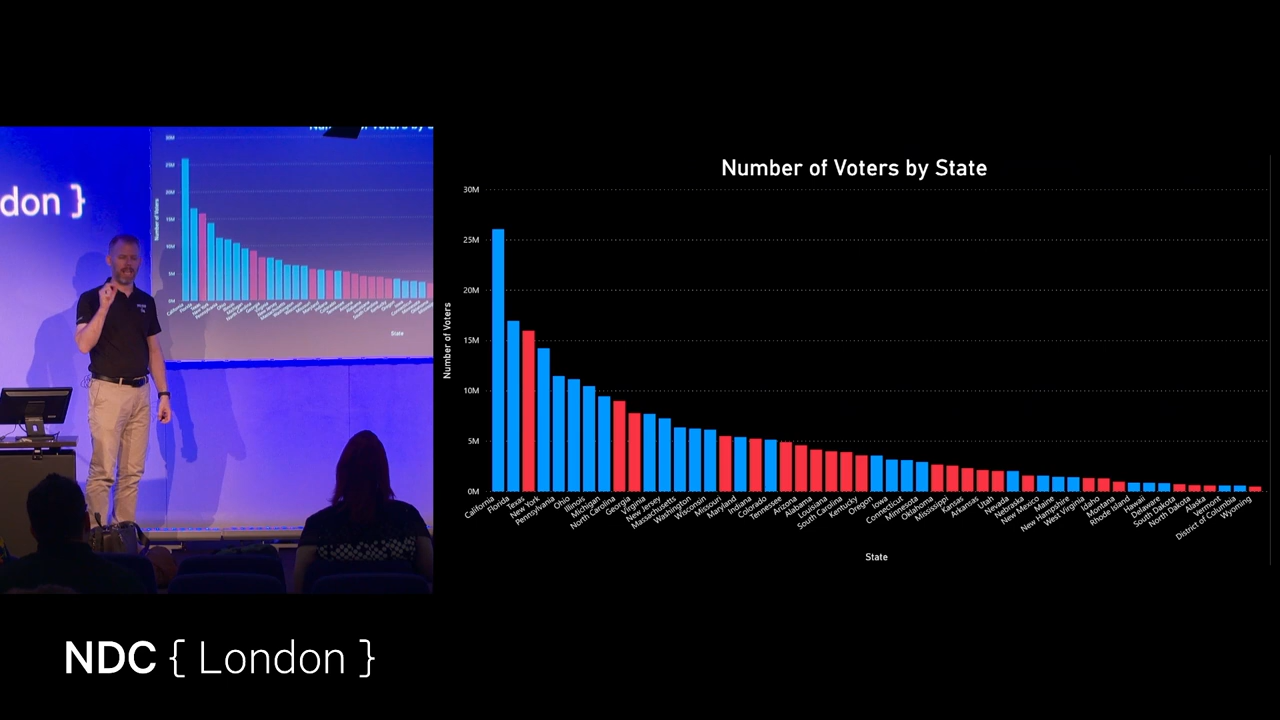 don }
Number of Voters by State
30M
25M
20M
15M
10M
5M
0M
Number of Voters
California
Florida
Texas
New York
Pennsylvania
Ohio
Illinois
Michigan
North Carolina
Georgia
Virginia
New Jersey
Massachusetts
Washington
Wisconsin
Missouri
Maryland
Indiana
Colorado
Tennessee
Arizona
Alabama
Louisiana
South Carolina
Kentucky
Oregon
Iowa
Connecticut
Minnesota
Oklahoma
Mississippi
Kansas
Arkansas
Utah
Nevada
Nebraska
New Mexico
Maine
New Hampshire
West Virginia
Idaho
Montana
Rhode Island
Hawaii
Delaware
South Dakota
North Dakota
Alaska
Vermont
District of Columbia
Wyoming
State
State
NDC { London }